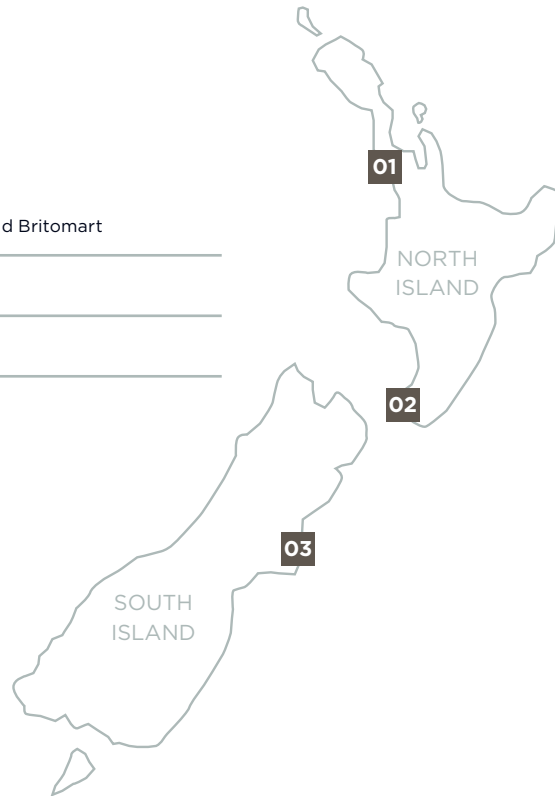 01
d Britomart
NORTH
ISLAND
02
03
SOUTH
ISLAND